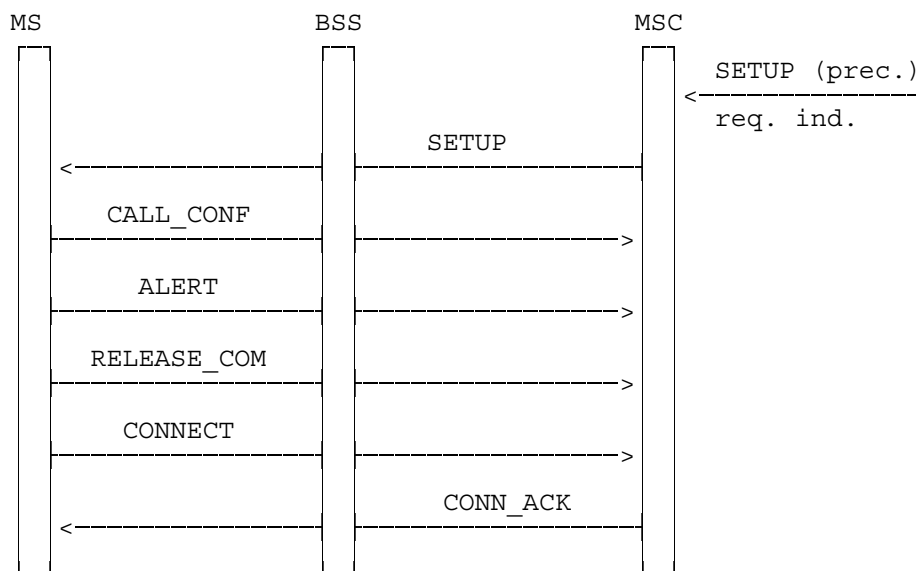 MS BSS MSC
SETUP (prec.)
req. ind.
SETUP
CALL_CONF
ALERT
RELEASE_COM
CONNECT
CONN_ACK